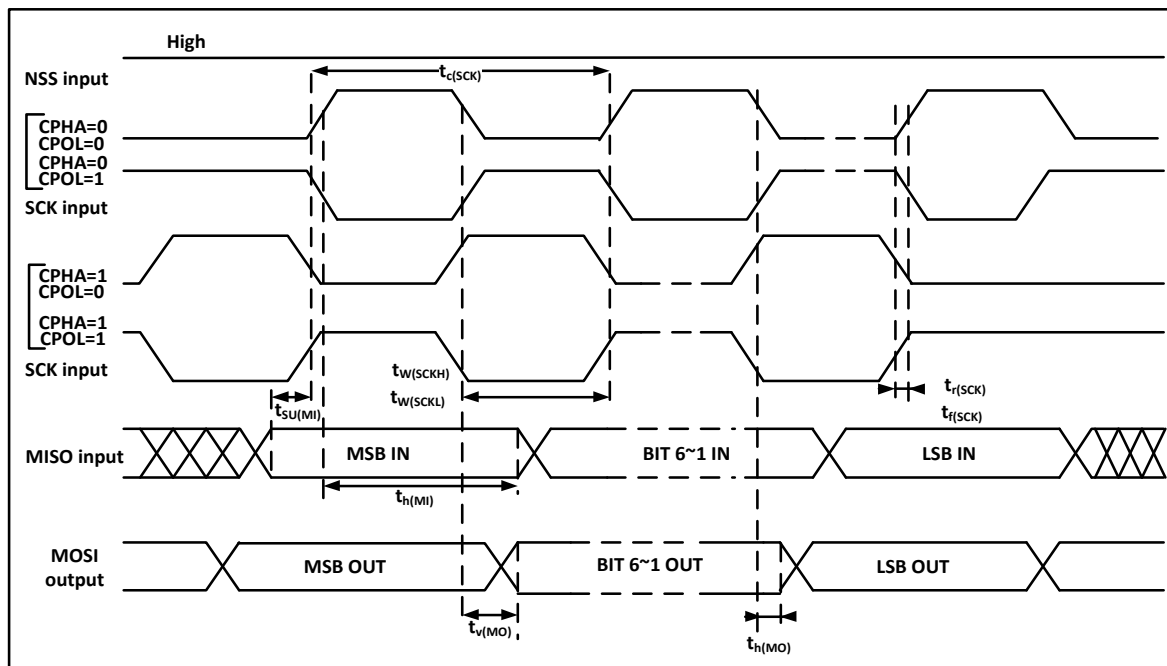 High
NSS input
tc(SCK)
CPHA=0
CPOL=0
CPHA=0
CPOL=1
SCK input
CPHA=1
CPOL=0
CPHA=1
CPOL=1
SCK input
tW(SCKH)
tW(SCKL)
tr(SCK)
tf(SCK)
tSU(MI)
MISO input
MSB IN
BIT 6~1 IN
LSB IN
th(MI)
MOSI
output
MSB OUT
BIT 6~1 OUT
LSB OUT
tv(MO)
th(MO)